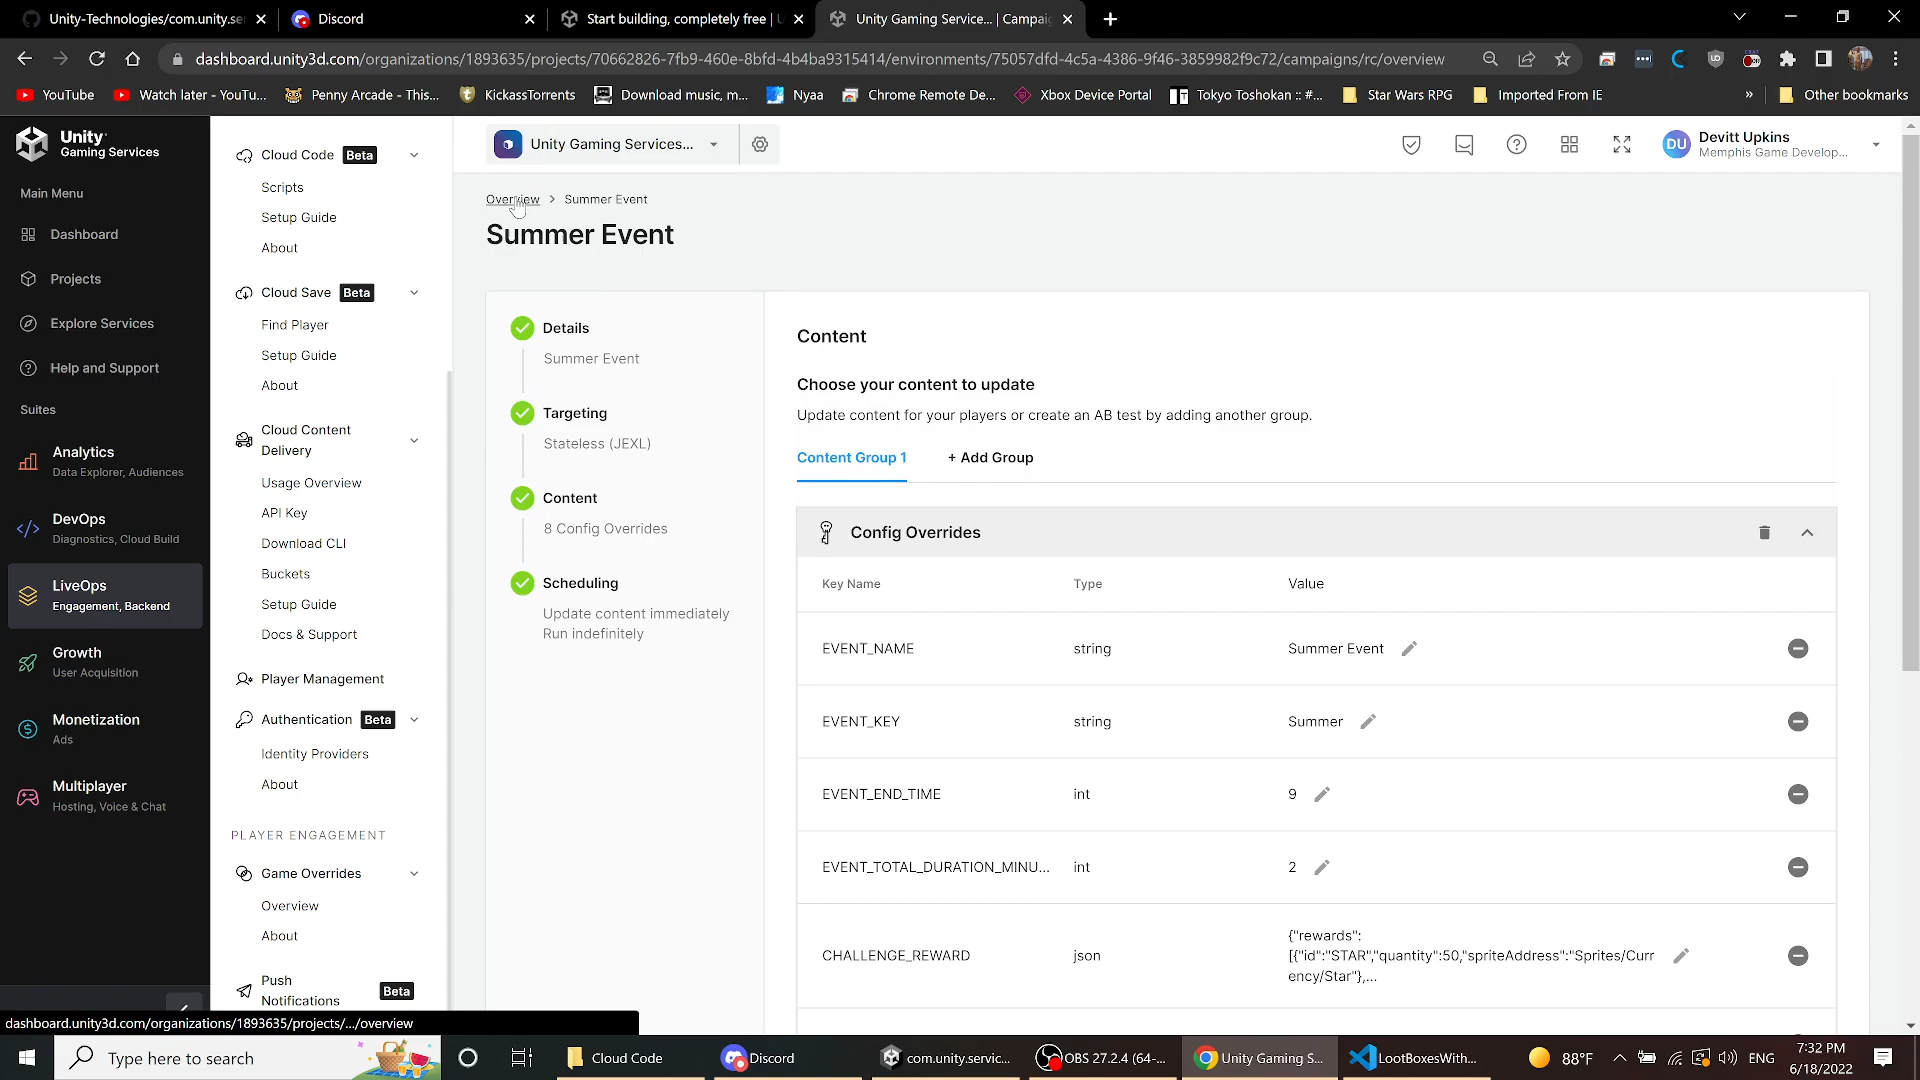 Unity-Technologies/com.unity.se
Discord
Start building, completely free | U
Unity Gaming Service... | Campaig
dashboard.unity3d.com/organizations/1893635/projects/70662826-7fb9-460e-8bfd-4b4ba9315414/environments/75057dfd-4c5a-4386-9f46-3859982f9c72/campaigns/rc/overview
YouTube
Watch later - YouTu...
Penny Arcade - This...
KickassTorrents
Download music, m...
Nyaa
Chrome Remote De...
Xbox Device Portal
Tokyo Toshokan :: #...
Star Wars RPG
Imported From IE
»
Other bookmarks
Unity
Gaming Services
Main Menu
Dashboard
Projects
Explore Services
Help and Support
Suites
Analytics
Data Explorer, Audiences
DevOps
Diagnostics, Cloud Build
LiveOps
Engagement, Backend
Growth
User Acquisition
Monetization
Ads
Multiplayer
Hosting, Voice & Chat
Cloud Code Beta
Scripts
Setup Guide
About
Cloud Save Beta
Find Player
Setup Guide
About
Cloud Content
Delivery
Usage Overview
API Key
Download CLI
Buckets
Setup Guide
Docs & Support
Player Management
Authentication Beta
Identity Providers
About
PLAYER ENGAGEMENT
Game Overrides
Overview
About
Push
Notifications Beta
Unity Gaming Services...
DU
Devitt Upkins
Memphis Game Develop...
Overview > Summer Event
Summer Event
Details
Summer Event
Targeting
Stateless (JEXL)
Content
8 Config Overrides
Scheduling
Update content immediately
Run indefinitely
Content
Choose your content to update
Update content for your players or create an AB test by adding another group.
Content Group 1
+ Add Group
Config Overrides
Key Name Type Value
EVENT_NAME string Summer Event
EVENT_KEY string Summer
EVENT_END_TIME int 9
EVENT_TOTAL_DURATION_MINU... int 2
CHALLENGE_REWARD json {"rewards":
[{"id":"STAR","quantity":50,"spriteAddress":"Sprites/Curr
ency/Star"},...
dashboard.unity3d.com/organizations/1893635/projects/.../overview
Type here to search
Cloud Code
Discord
com.unity.servic...
OBS 27.2.4 (64-...
Unity Gaming S...
LootBoxesWith...
88°F
ENG
7:32 PM
6/18/2022